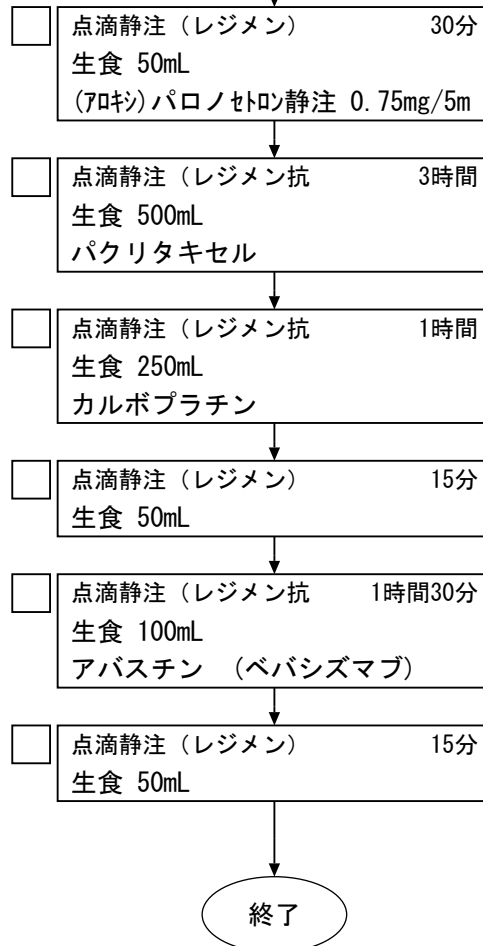 点滴静注（レジメン） 30分
生食 50mL
(ｱﾛｷｼ)パロノｾﾄﾛﾝ静注 0.75mg/5m
点滴静注（レジメン抗 3時間
生食 500mL
パクリタキセル
点滴静注（レジメン抗 1時間
生食 250mL
カルボプラチン
点滴静注（レジメン） 15分
生食 50mL
点滴静注（レジメン抗 1時間30分
生食 100mL
アバスチン （ベバシズマブ）
点滴静注（レジメン） 15分
生食 50mL
終了